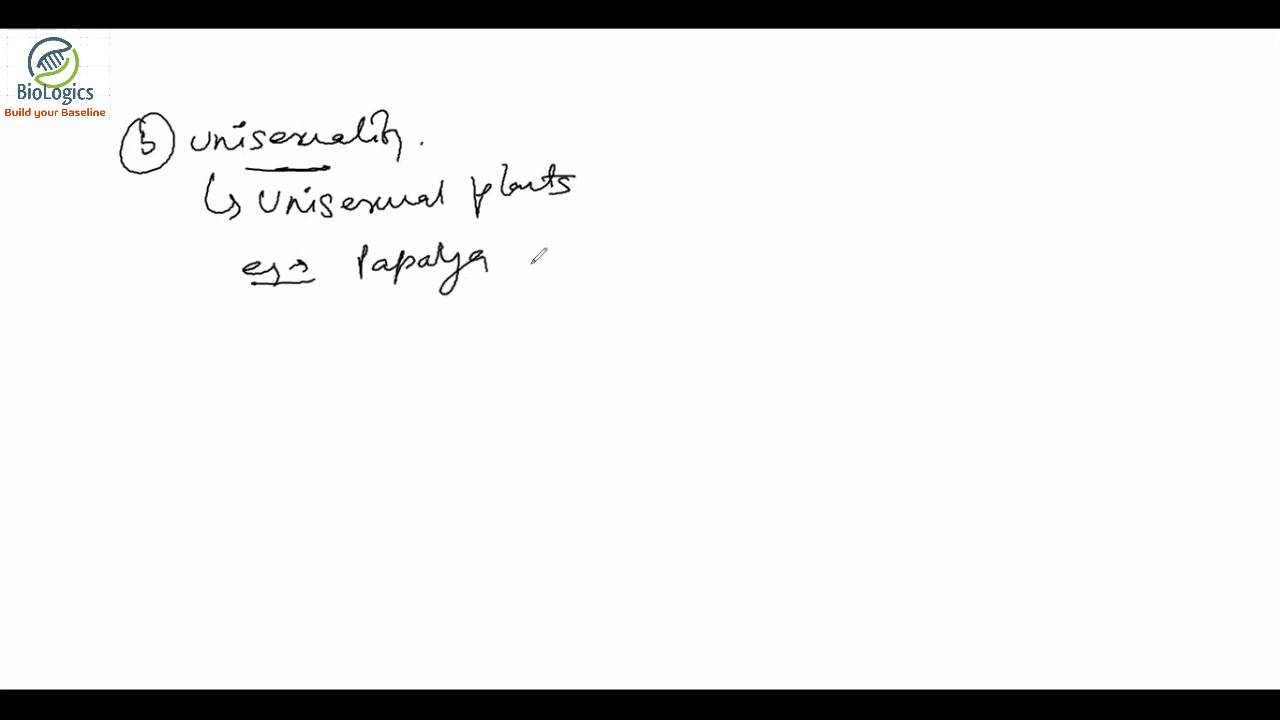 BioLogics
Build your Baseline
5 unisexuality.
↳ Unisexual plants
eg → Papaya